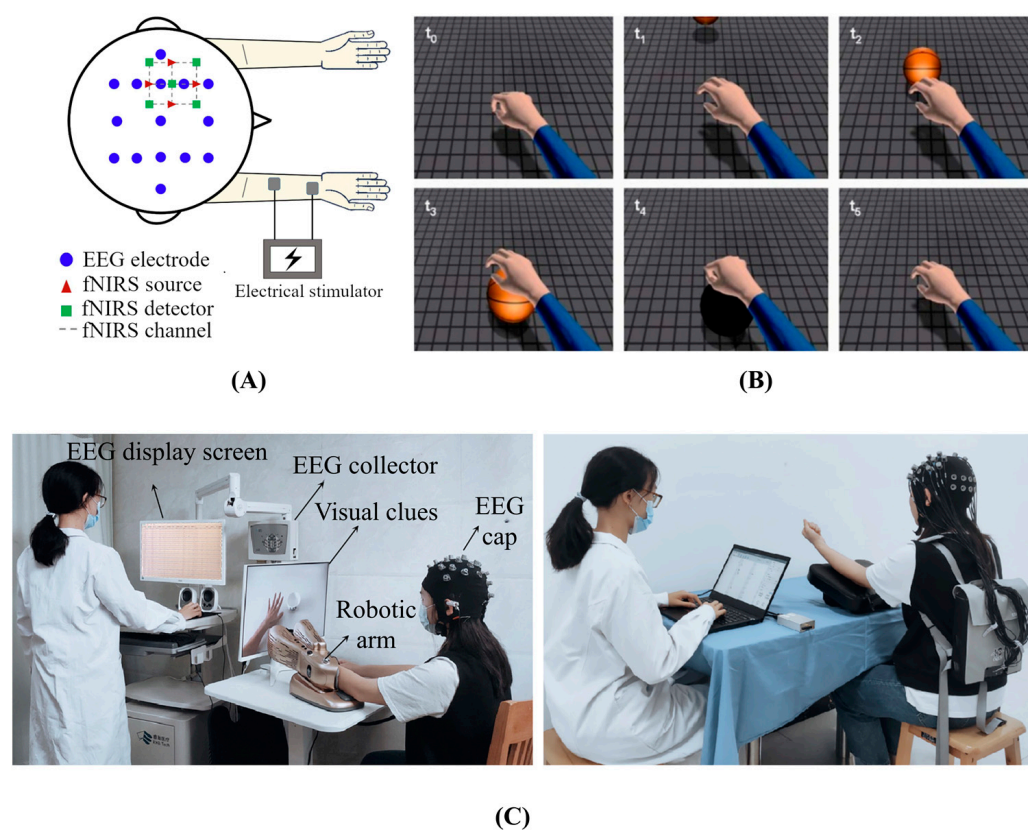 EEG electrode
fNIRS source
fNIRS detector
fNIRS channel
Electrical stimulator
(A)
t0
t1
t2
t3
t4
t6
(B)
EEG display screen
EEG collector
Visual clues
EEG
cap
Robotic
arm
(C)